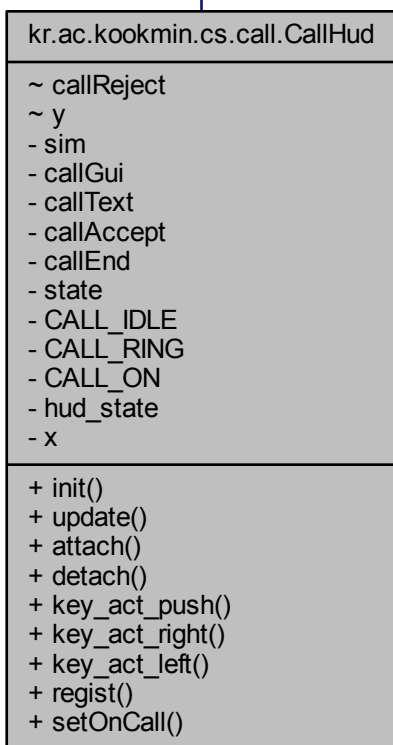 kr.ac.kookmin.cs.call.CallHud
~ callReject
~ y
- sim
- callGui
- callText
- callAccept
- callEnd
- state
- CALL_IDLE
- CALL_RING
- CALL_ON
- hud_state
- x
+ init()
+ update()
+ attach()
+ detach()
+ key_act_push()
+ key_act_right()
+ key_act_left()
+ regist()
+ setOnCall()